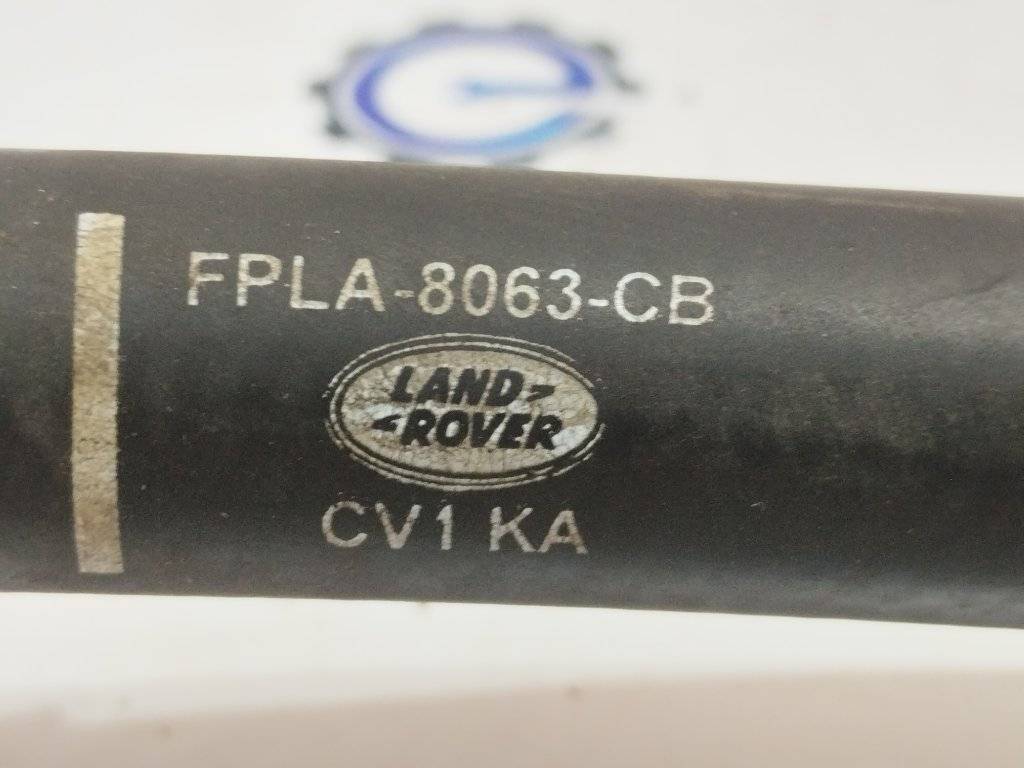 FPLA-8063-CB
LAND
ROVER
CV1 KA